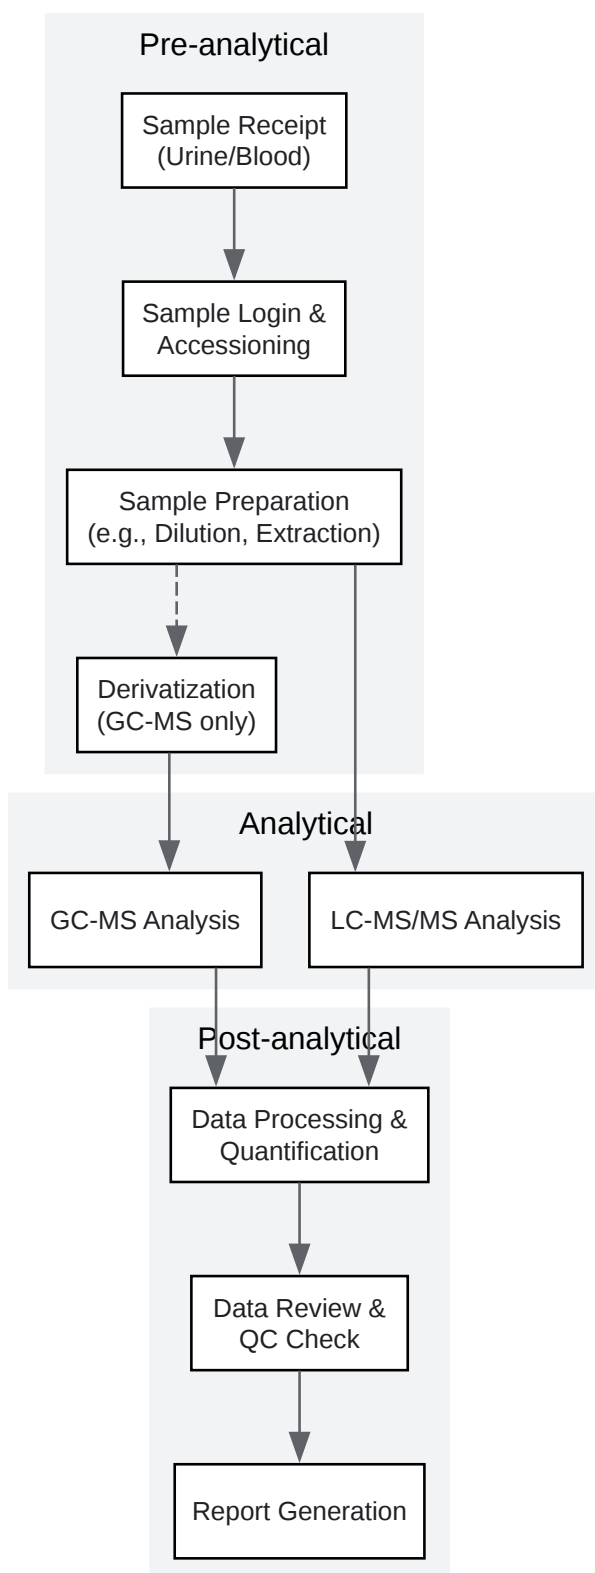 Pre-analytical
Sample Receipt
(Urine/Blood)
Sample Login &
Accessioning
Sample Preparation
(e.g., Dilution, Extraction)
Derivatization
(GC-MS only)
Analytical
GC-MS Analysis
LC-MS/MS Analysis
Post-analytical
Data Processing &
Quantification
Data Review &
QC Check
Report Generation